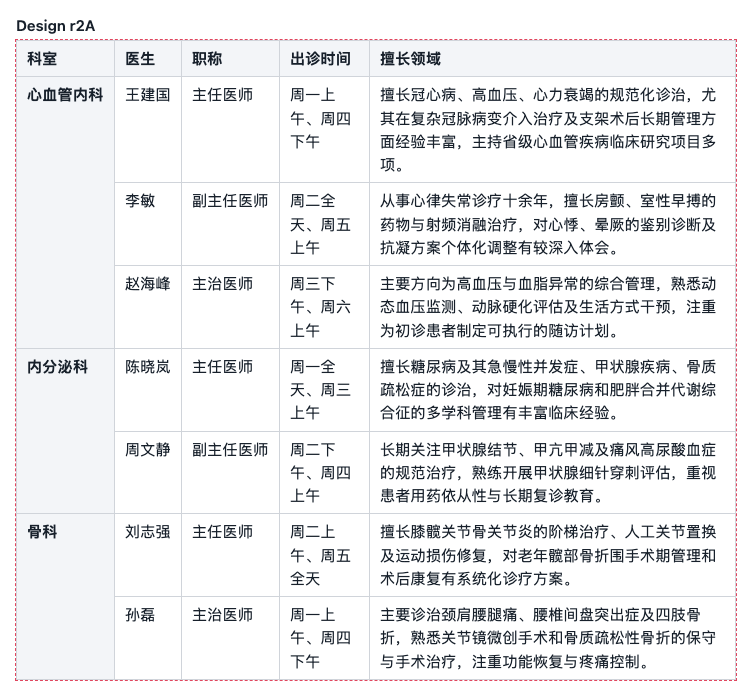 Design r2A
科室 医生 职称 出诊时间 擅长领域
心血管内科 王建国 主任医师 周一上午、周四下午 擅长冠心病、高血压、心力衰竭的规范化诊治，尤其在复杂冠脉病变介入治疗及支架术后长期管理方面经验丰富，主持省级心血管疾病临床研究项目多项。
李敏 副主任医师 周二全天、周五上午 从事心律失常诊疗十余年，擅长房颤、室性早搏的药物与射频消融治疗，对心悸、晕厥的鉴别诊断及抗凝方案个体化调整有较深入体会。
赵海峰 主治医师 周三下午、周六上午 主要方向为高血压与血脂异常的综合管理，熟悉动态血压监测、动脉硬化评估及生活方式干预，注重为初诊患者制定可执行的随访计划。
内分泌科 陈晓岚 主任医师 周一全天、周三上午 擅长糖尿病及其急慢性并发症、甲状腺疾病、骨质疏松症的诊治，对妊娠期糖尿病和肥胖合并代谢综合征的多学科管理有丰富临床经验。
周文静 副主任医师 周二下午、周四上午 长期关注甲状腺结节、甲亢甲减及痛风高尿酸血症的规范治疗，熟练开展甲状腺细针穿刺评估，重视患者用药依从性与长期复诊教育。
骨科 刘志强 主任医师 周二上午、周五全天 擅长膝髋关节骨关节炎的阶梯治疗、人工关节置换及运动损伤修复，对老年髋部骨折围手术期管理和术后康复有系统化诊疗方案。
孙磊 主治医师 周一上午、周四下午 主要诊治颈肩腰腿痛、腰椎间盘突出症及四肢骨折，熟悉关节镜微创手术和骨质疏松性骨折的保守与手术治疗，注重功能恢复与疼痛控制。